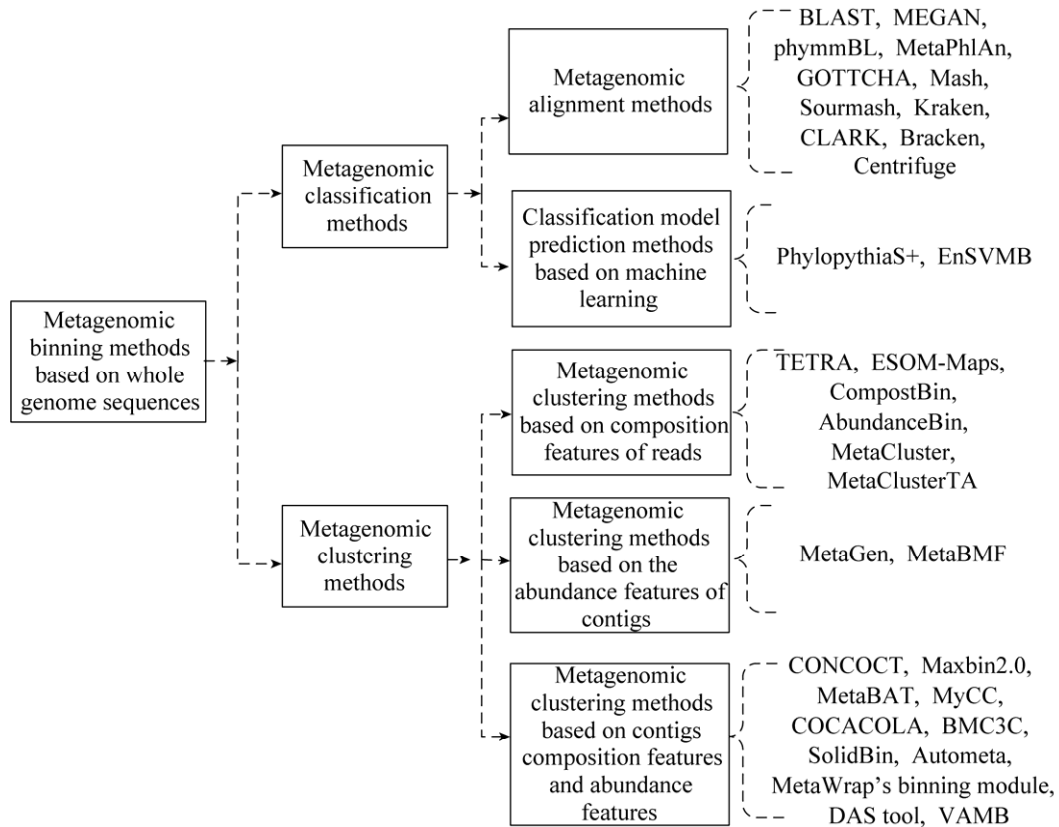 Metagenomic
binning methods
based on whole
genome sequences
Metagenomic
classification
methods
Metagenomic
alignment methods
BLAST, MEGAN,
phymmBL, MetaPhlAn,
GOTTCHA, Mash,
Sourmash, Kraken,
CLARK, Bracken,
Centrifuge
Classification model
prediction methods
based on machine
learning
PhylopythiaS+, EnSVMB
Metagenomic
clustcring
methods
Metagenomic
clustering methods
based on composition
features of reads
TETRA, ESOM-Maps,
CompostBin,
AbundanceBin,
MetaCluster,
MetaClusterTA
Metagenomic
clustering methods
based on the
abundance features of
contigs
MetaGen, MetaBMF
Metagenomic
clustering methods
based on contigs
composition features
and abundance
features
CONCOCT, Maxbin2.0,
MetaBAT, MyCC,
COCACOLA, BMC3C,
SolidBin, Autometa,
MetaWrap's binning module,
DAS tool, VAMB